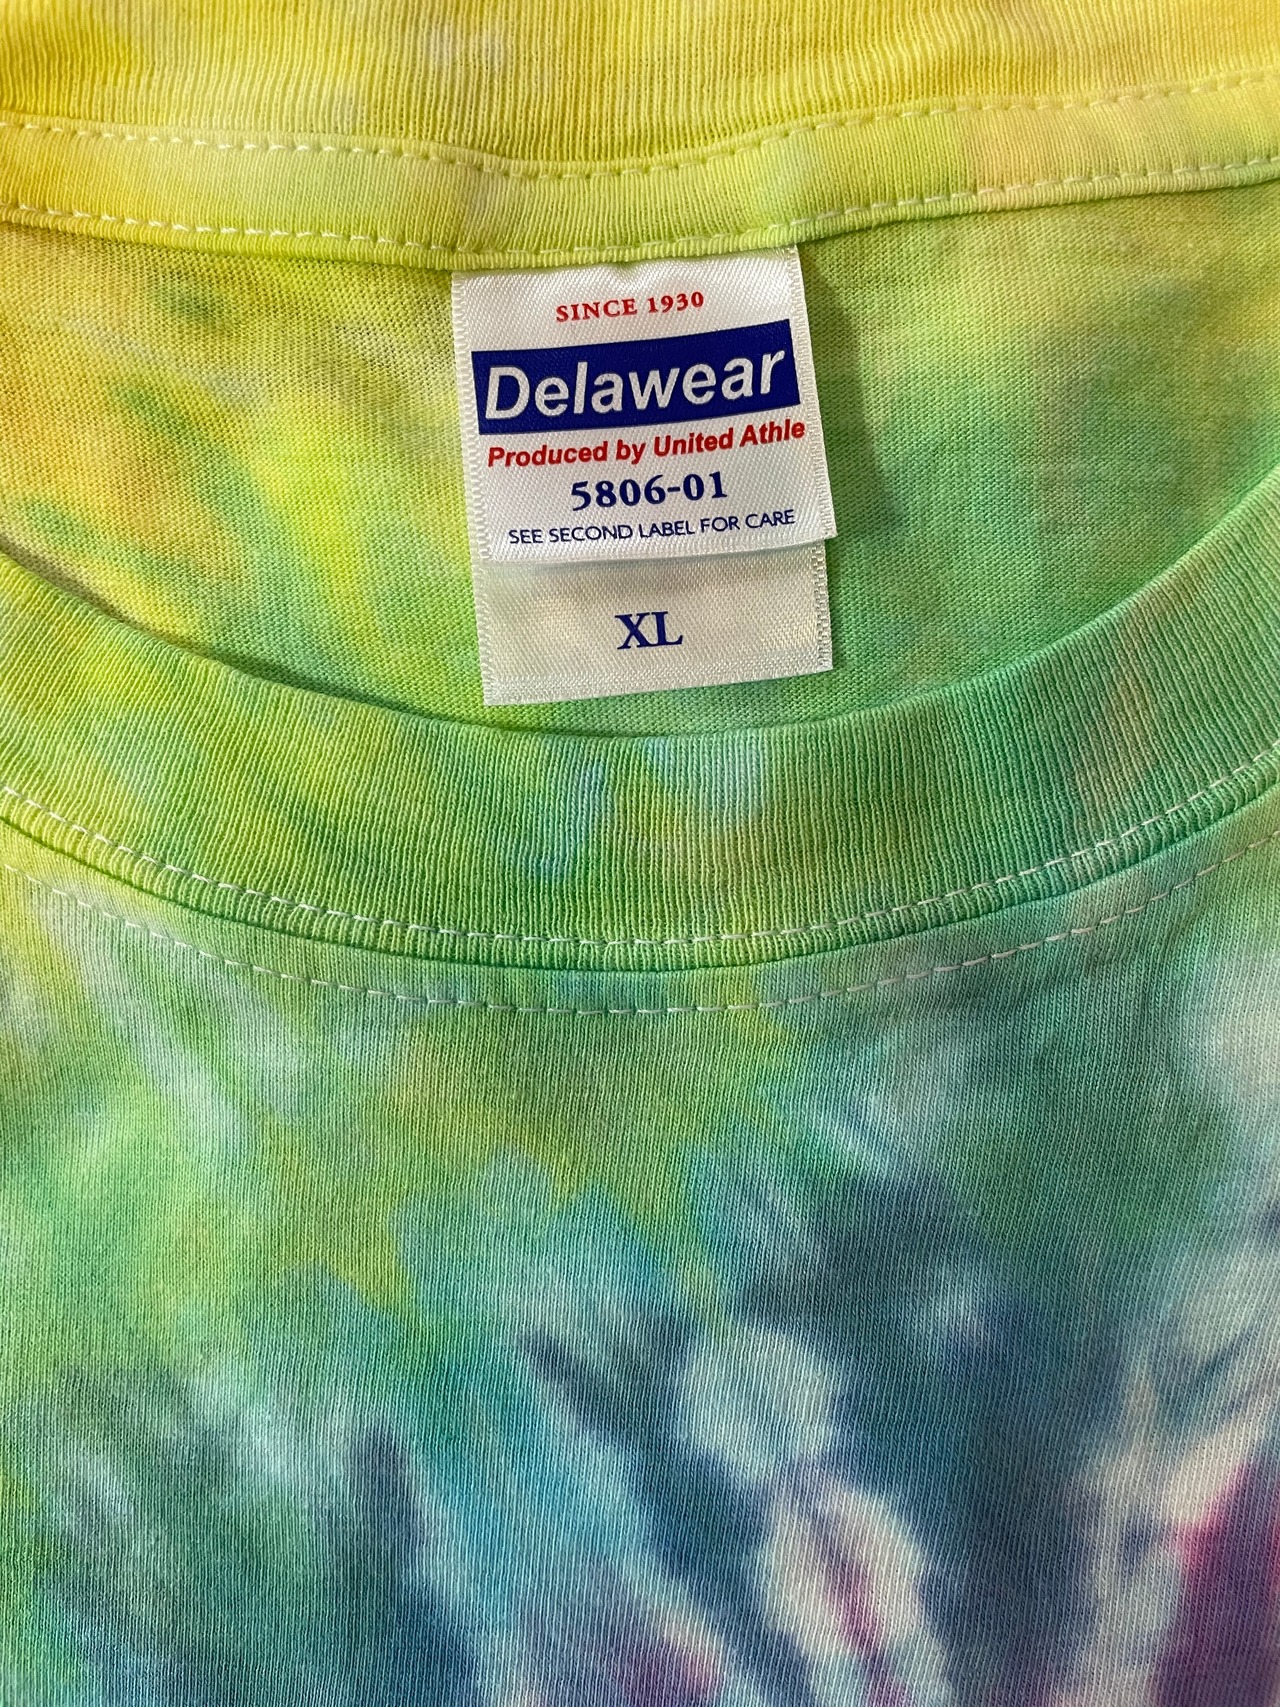 SINCE 1930
Delawear
Produced by United Athle
5806-01
SEE SECOND LABEL FOR CARE
XL